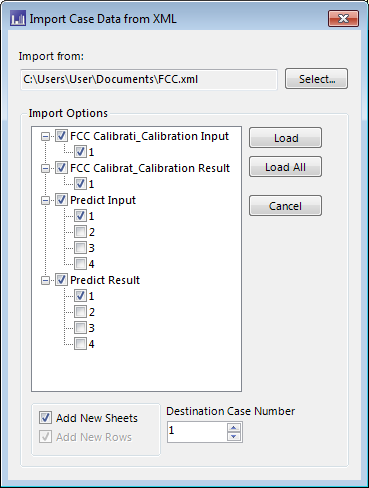 Import Case Data from XML
Import from:
C:\Users\User\Documents\FCC.xml
Select...
Import Options
FCC Calibrati_Calibration Input
1
FCC Calibrat_Calibration Result
1
Predict Input
1
2
3
4
Predict Result
1
2
3
4
Load
Load All
Cancel
Add New Sheets
Add New Rows
Destination Case Number
1